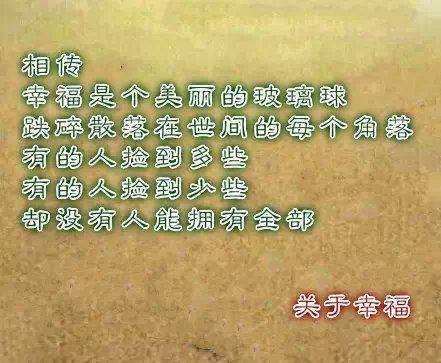 相传
幸福是个美丽的玻璃球
跌碎散落在世间的每个角落
有的人捡到多些
有的人捡到少些
却没有人能拥有全部
关于幸福